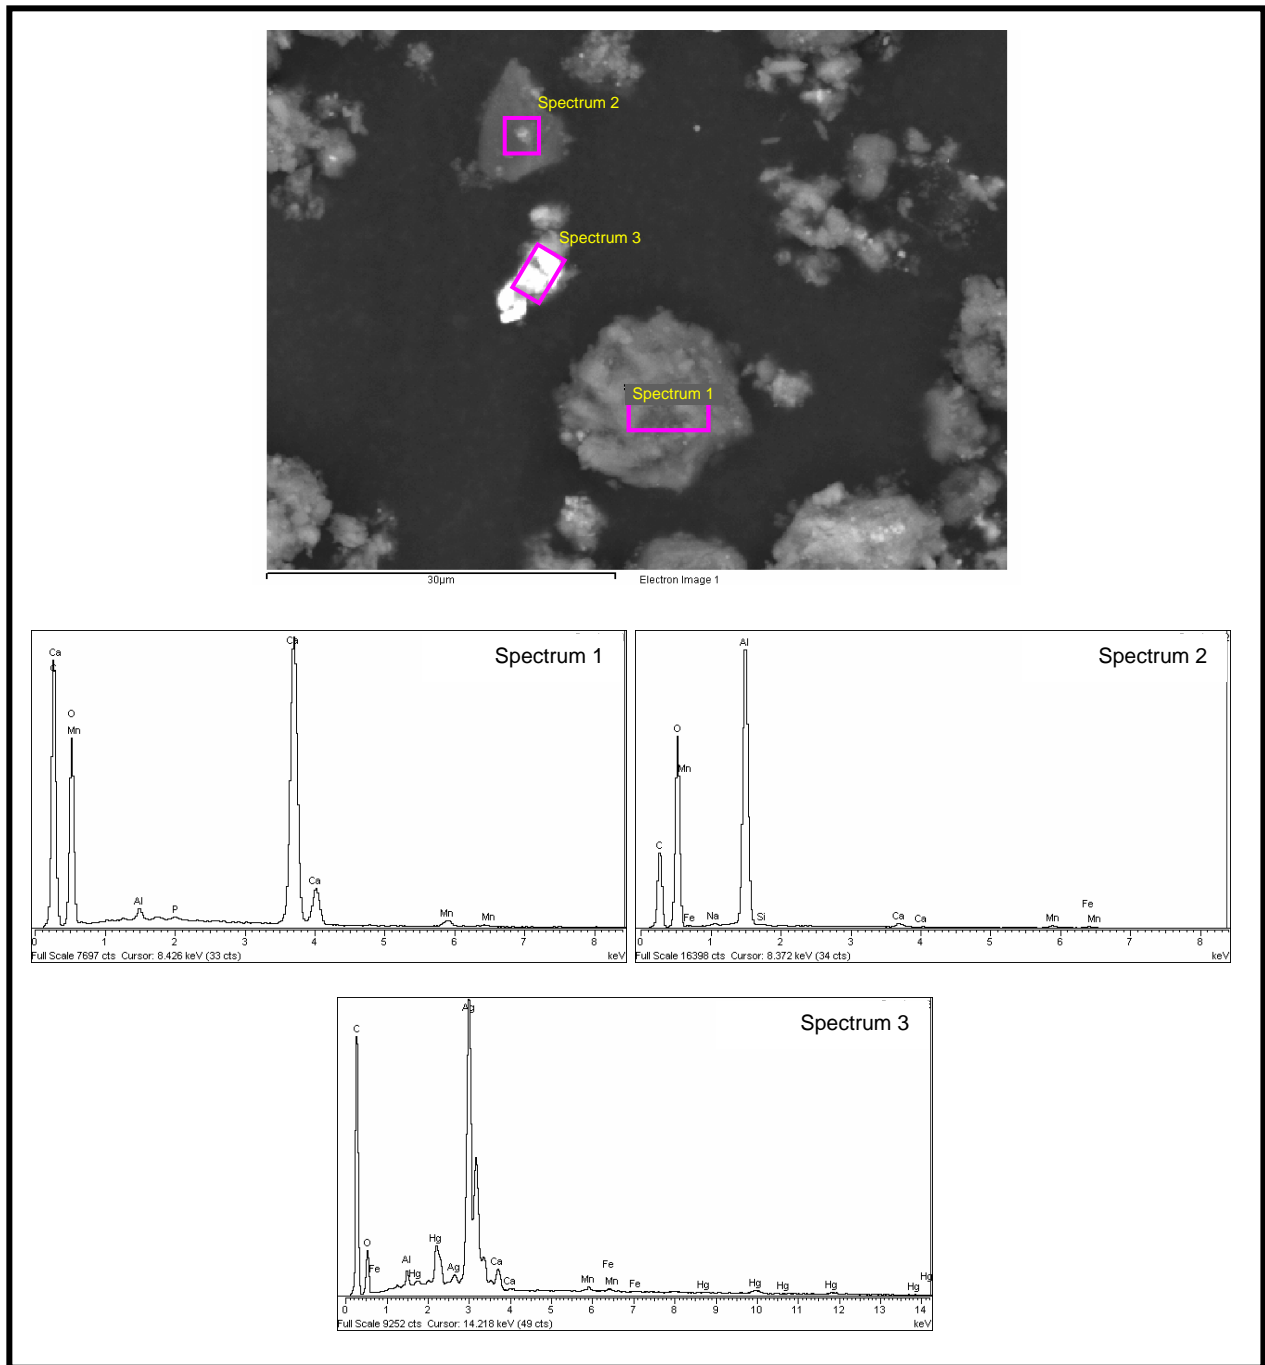 Spectrum 2
Spectrum 3
Spectrum 1
30µm
Electron Image 1
Spectrum 1
Ca
C
O
Mn
Al
P
Ca
Ca
Mn
Mn
0 1 2 3 4 5 6 7 8
Full Scale 7697 cts Cursor: 8.426 keV (33 cts)
keV
Spectrum 2
C
O
Mn
Fe
Na
Al
Si
Ca
Ca
Mn
Fe
Mn
0 1 2 3 4 5 6 7 8
Full Scale 16398 cts Cursor: 8.372 keV (34 cts)
keV
Spectrum 3
C
O
Fe
Al
Hg
Hg
Ag
Ag
Ca
Ca
Mn
Fe
Mn
Fe
Hg
Hg
Hg
Hg
Hg
Hg
0 1 2 3 4 5 6 7 8 9 10 11 12 13 14
Full Scale 9252 cts Cursor: 14.218 keV (49 cts)
keV